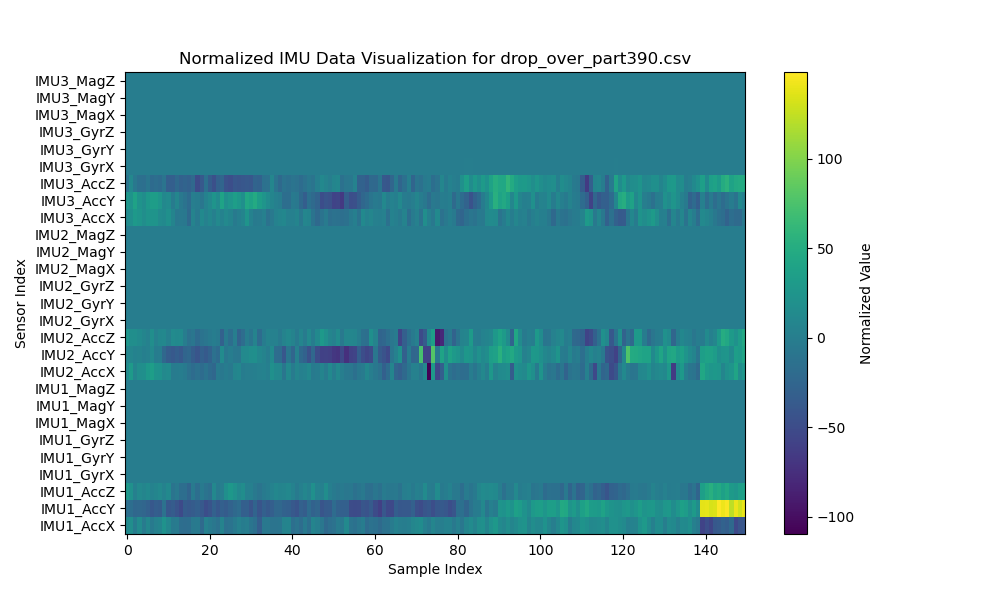 Normalized IMU Data Visualization for drop_over_part390.csv
IMU3_MagZ
IMU3_MagY
IMU3_MagX
IMU3_GyrZ
IMU3_GyrY
IMU3_GyrX
IMU3_AccZ
IMU3_AccY
IMU3_AccX
IMU2_MagZ
IMU2_MagY
IMU2_MagX
IMU2_GyrZ
IMU2_GyrY
IMU2_GyrX
IMU2_AccZ
IMU2_AccY
IMU2_AccX
IMU1_MagZ
IMU1_MagY
IMU1_MagX
IMU1_GyrZ
IMU1_GyrY
IMU1_GyrX
IMU1_AccZ
IMU1_AccY
IMU1_AccX
Sensor Index
0 20 40 60 80 100 120 140
Sample Index
100
50
0
−50
−100
Normalized Value